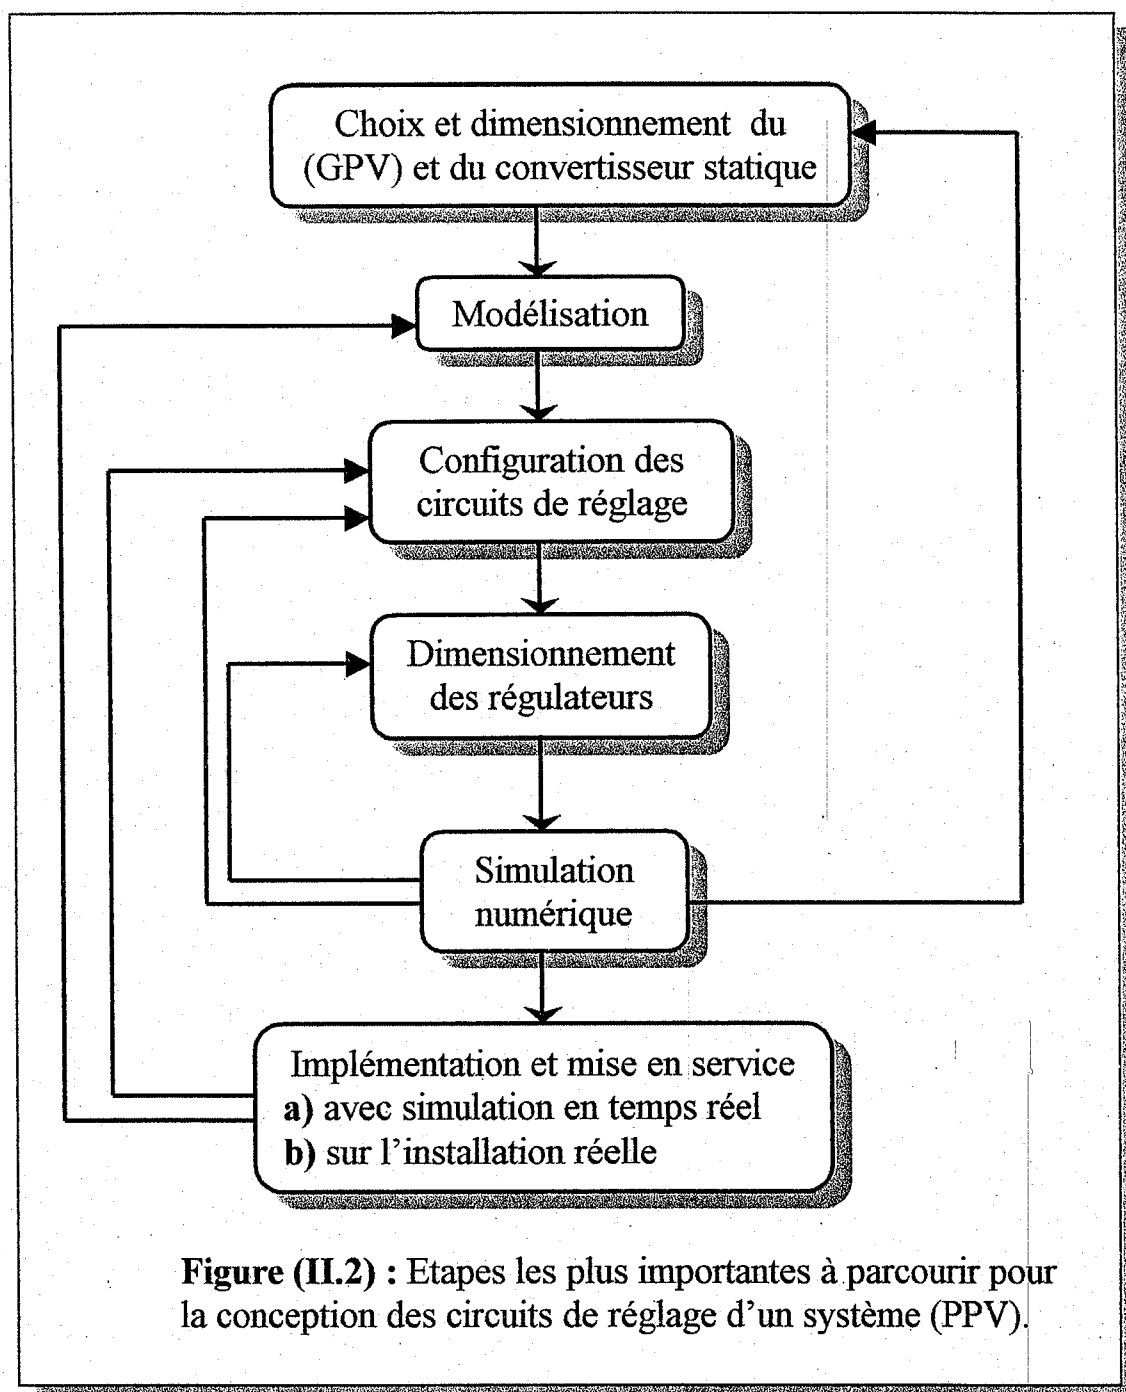 Choix et dimensionnement du
(GPV) et du convertisseur statique
Modélisation
Configuration des
circuits de réglage
Dimensionnement
des régulateurs
Simulation
numérique
Implémentation et mise en service
a) avec simulation en temps réel
b) sur l'installation réelle
Figure (II.2) : Etapes les plus importantes à parcourir pour
la conception des circuits de réglage d'un système (PPV).